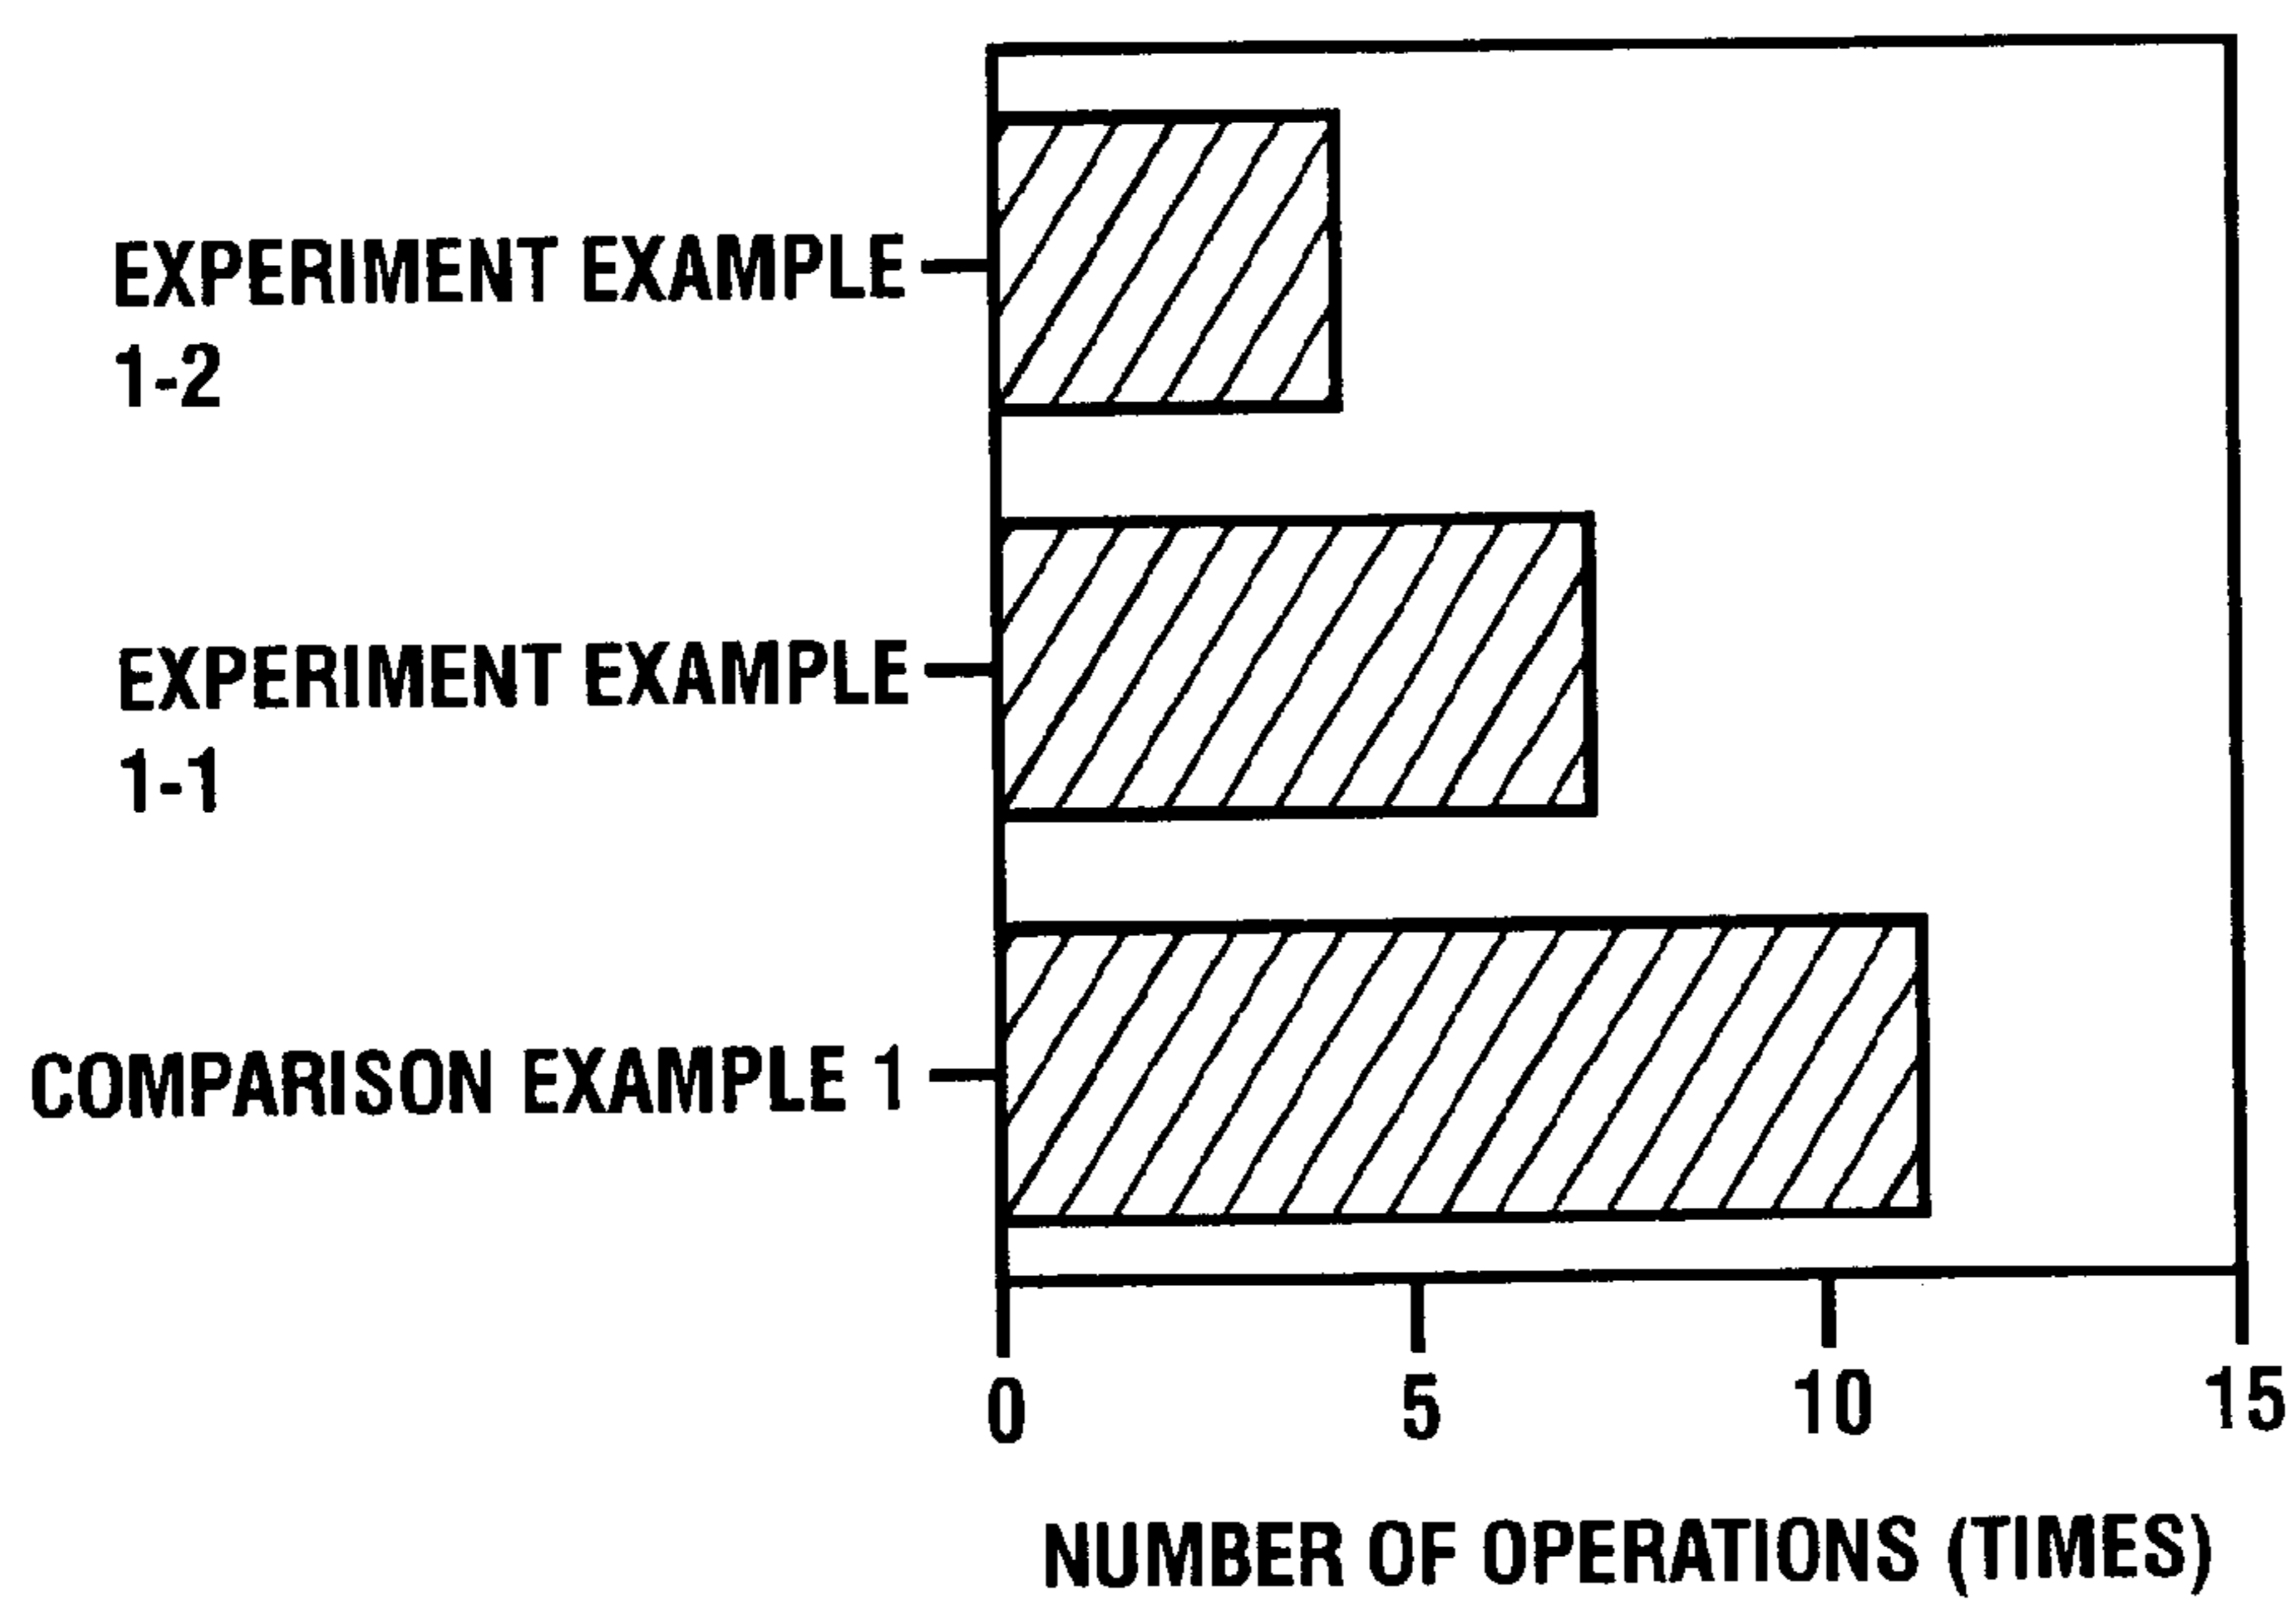 EXPERIMENT EXAMPLE
1-2
EXPERIMENT EXAMPLE
1-1
COMPARISON EXAMPLE 1
0 5 10 15
NUMBER OF OPERATIONS (TIMES)